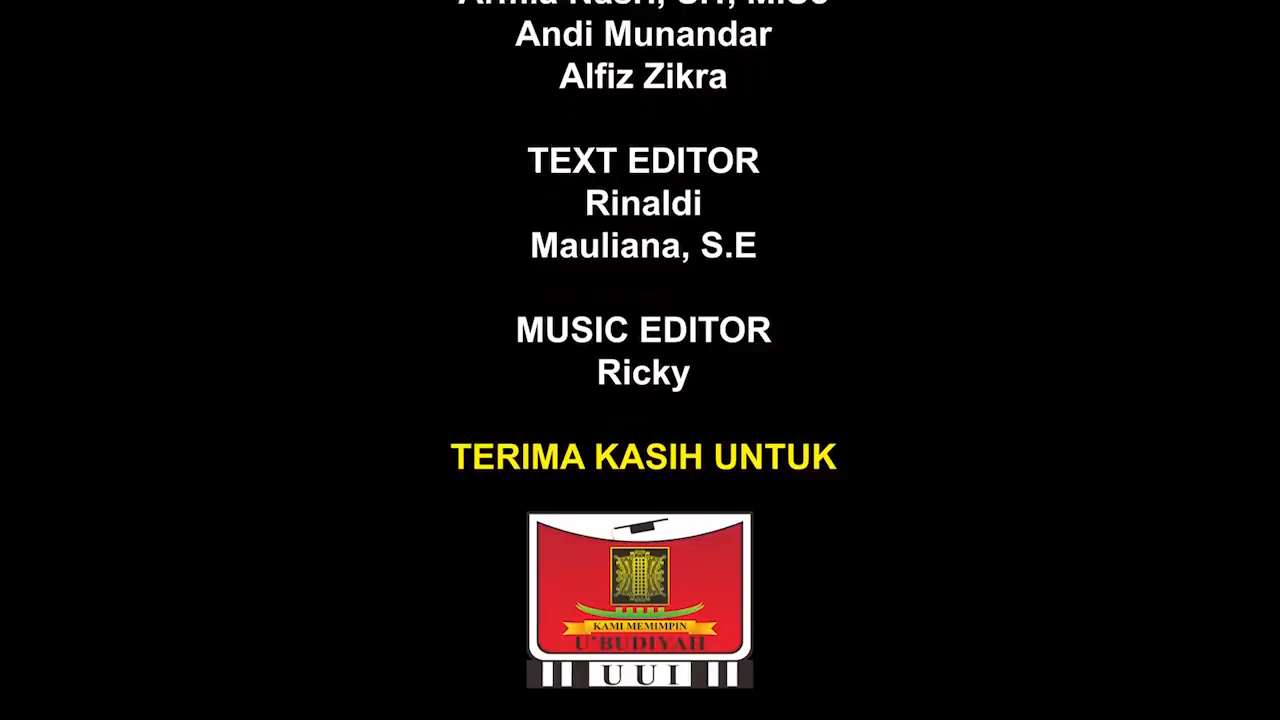 Andi Munandar
Alfiz Zikra
TEXT EDITOR
Rinaldi
Mauliana, S.E
MUSIC EDITOR
Ricky
TERIMA KASIH UNTUK
KAMI MEMIMPIN
U'BUDIYAH
UUI